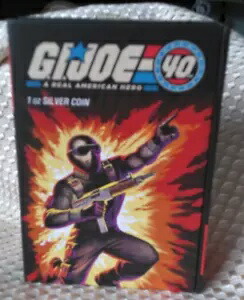 G.I.JOE 40
A REAL AMERICAN HERO
1 oz SILVER COIN